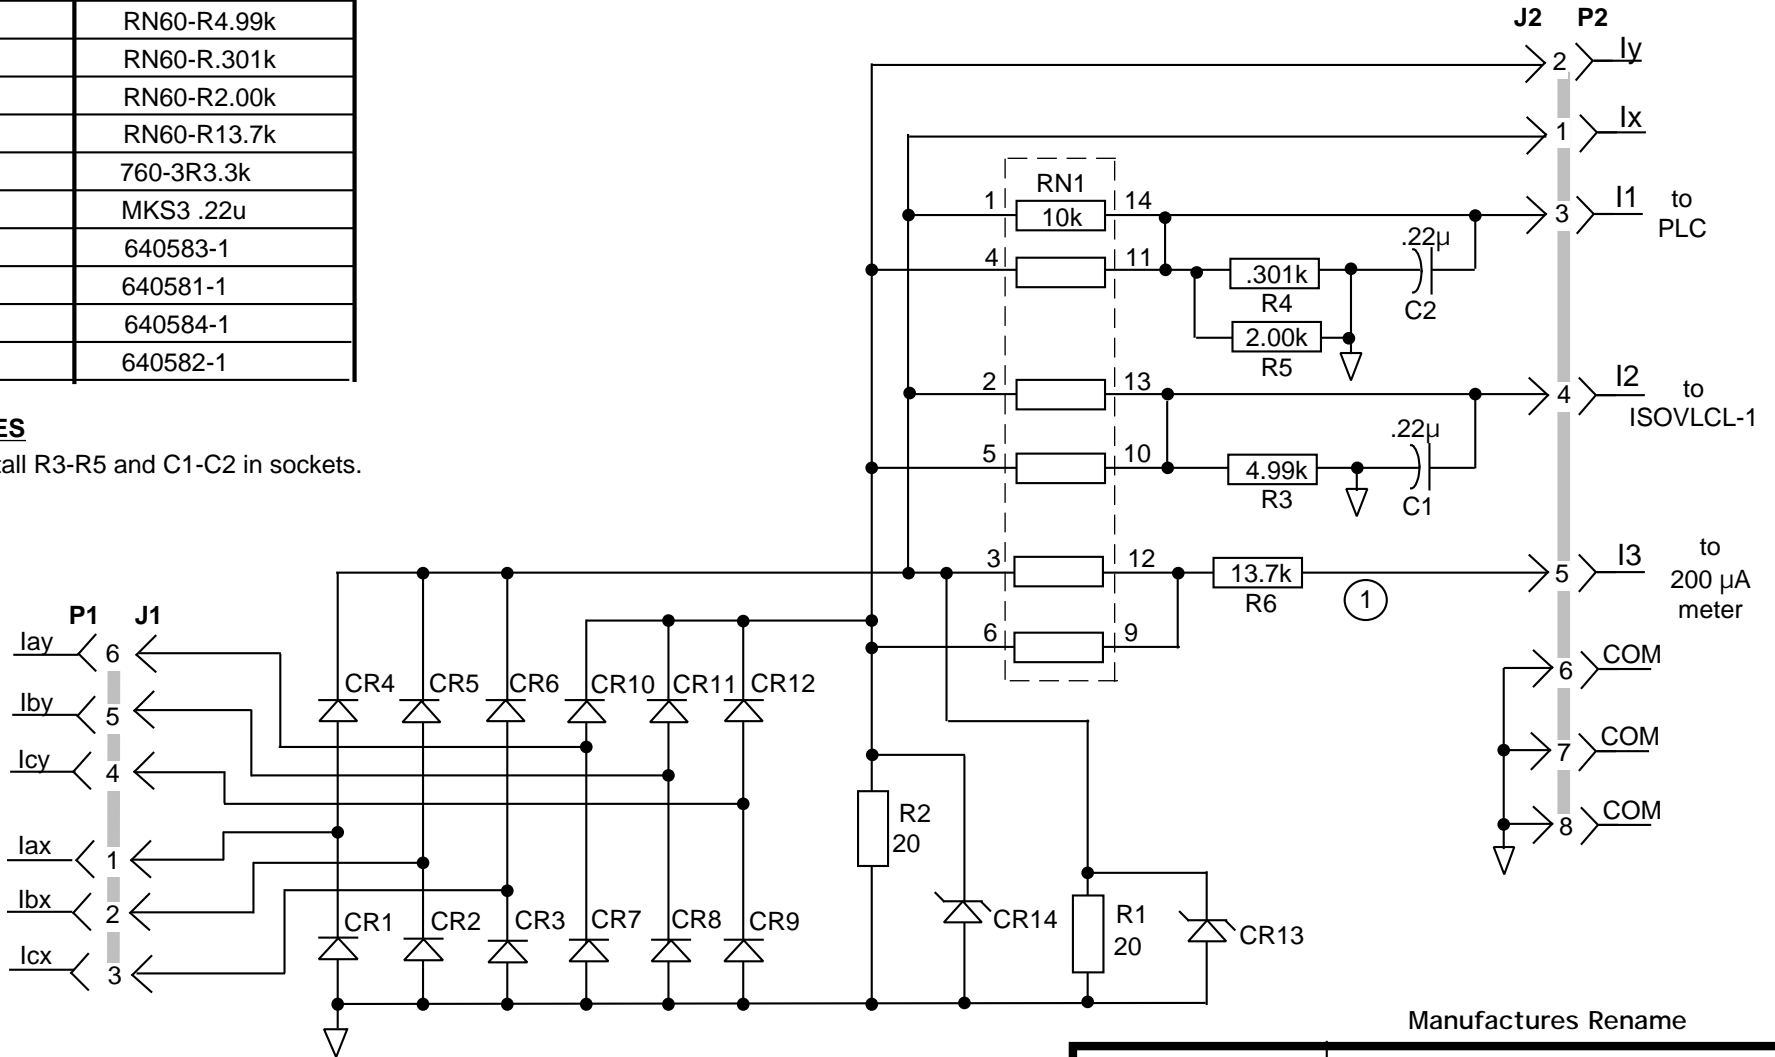 RN60-R4.99k
RN60-R.301k
RN60-R2.00k
RN60-R13.7k
760-3R3.3k
MKS3 .22u
640583-1
640581-1
640584-1
640582-1
ES
tall R3-R5 and C1-C2 in sockets.
J2 P2
2 Iy
1 Ix
RN1
1 10k 14
3 I1 to
PLC
4 11
.301k
R4
.22µ
C2
2.00k
R5
2 13
4 I2 to
ISOVLCL-1
5 10
4.99k
R3
.22µ
C1
3 12
13.7k
R6
1
5 I3 to
200 µA
meter
6 9
6 COM
7 COM
8 COM
P1 J1
Iay 6
Iby 5
Icy 4
Iax 1
Ibx 2
Icx 3
CR4 CR5 CR6 CR10 CR11 CR12
CR1 CR2 CR3 CR7 CR8 CR9
R2
20
CR14
R1
20
CR13
Manufactures Rename